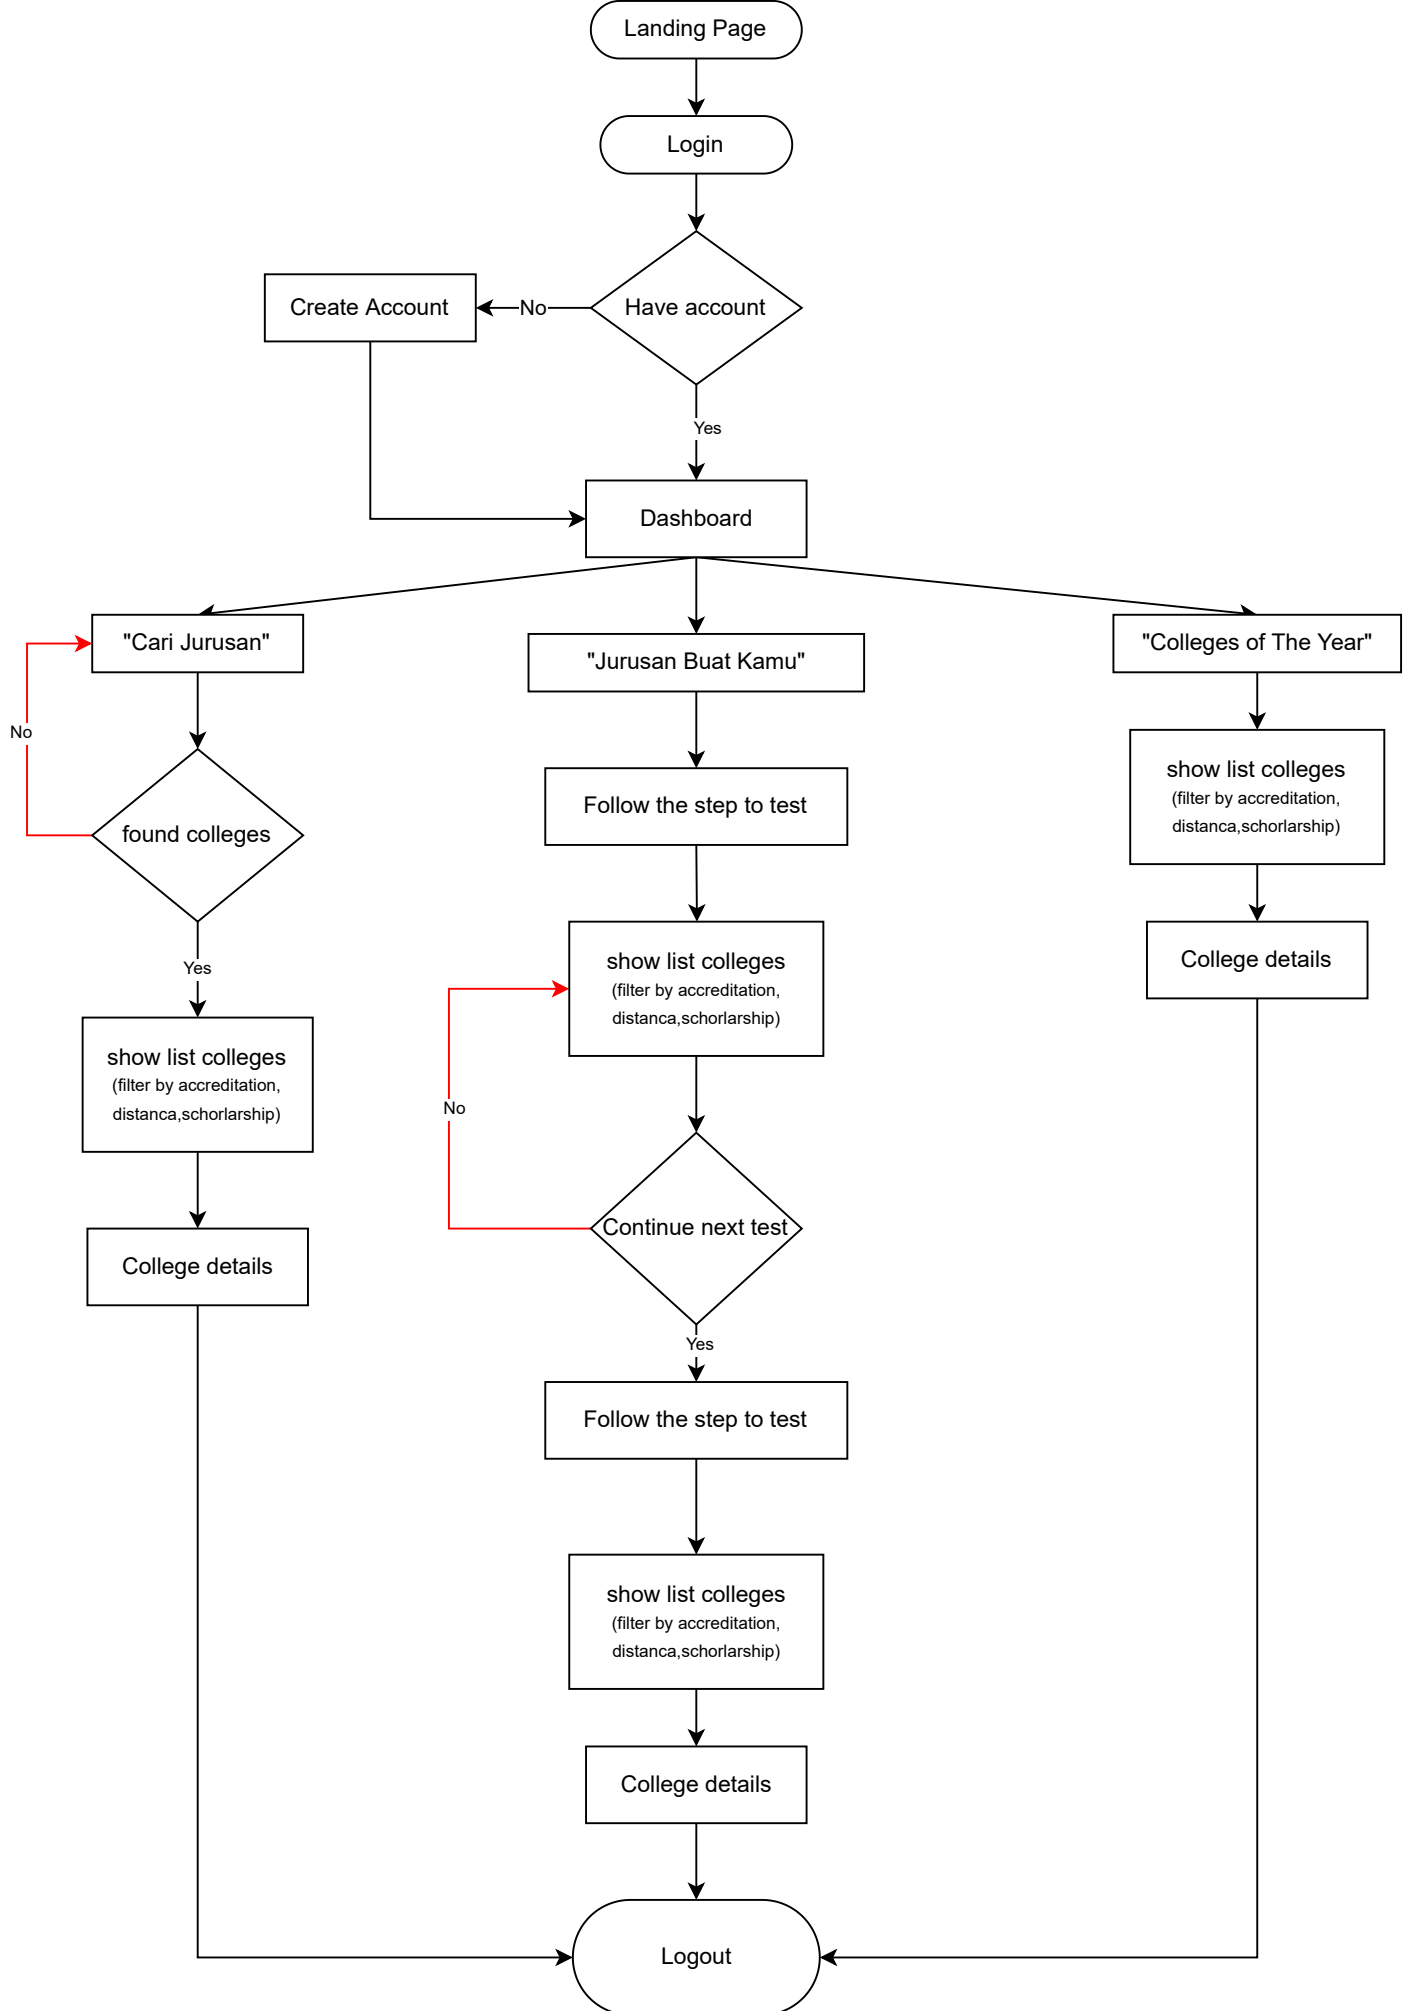 Landing Page
Login
Have account
No
Create Account
Yes
Dashboard
"Cari Jurusan"
No
found colleges
Yes
show list colleges
(filter by accreditation,
distanca,schorlarship)
College details
"Jurusan Buat Kamu"
Follow the step to test
show list colleges
(filter by accreditation,
distanca,schorlarship)
No
Continue next test
Yes
Follow the step to test
show list colleges
(filter by accreditation,
distanca,schorlarship)
College details
"Colleges of The Year"
show list colleges
(filter by accreditation,
distanca,schorlarship)
College details
Logout